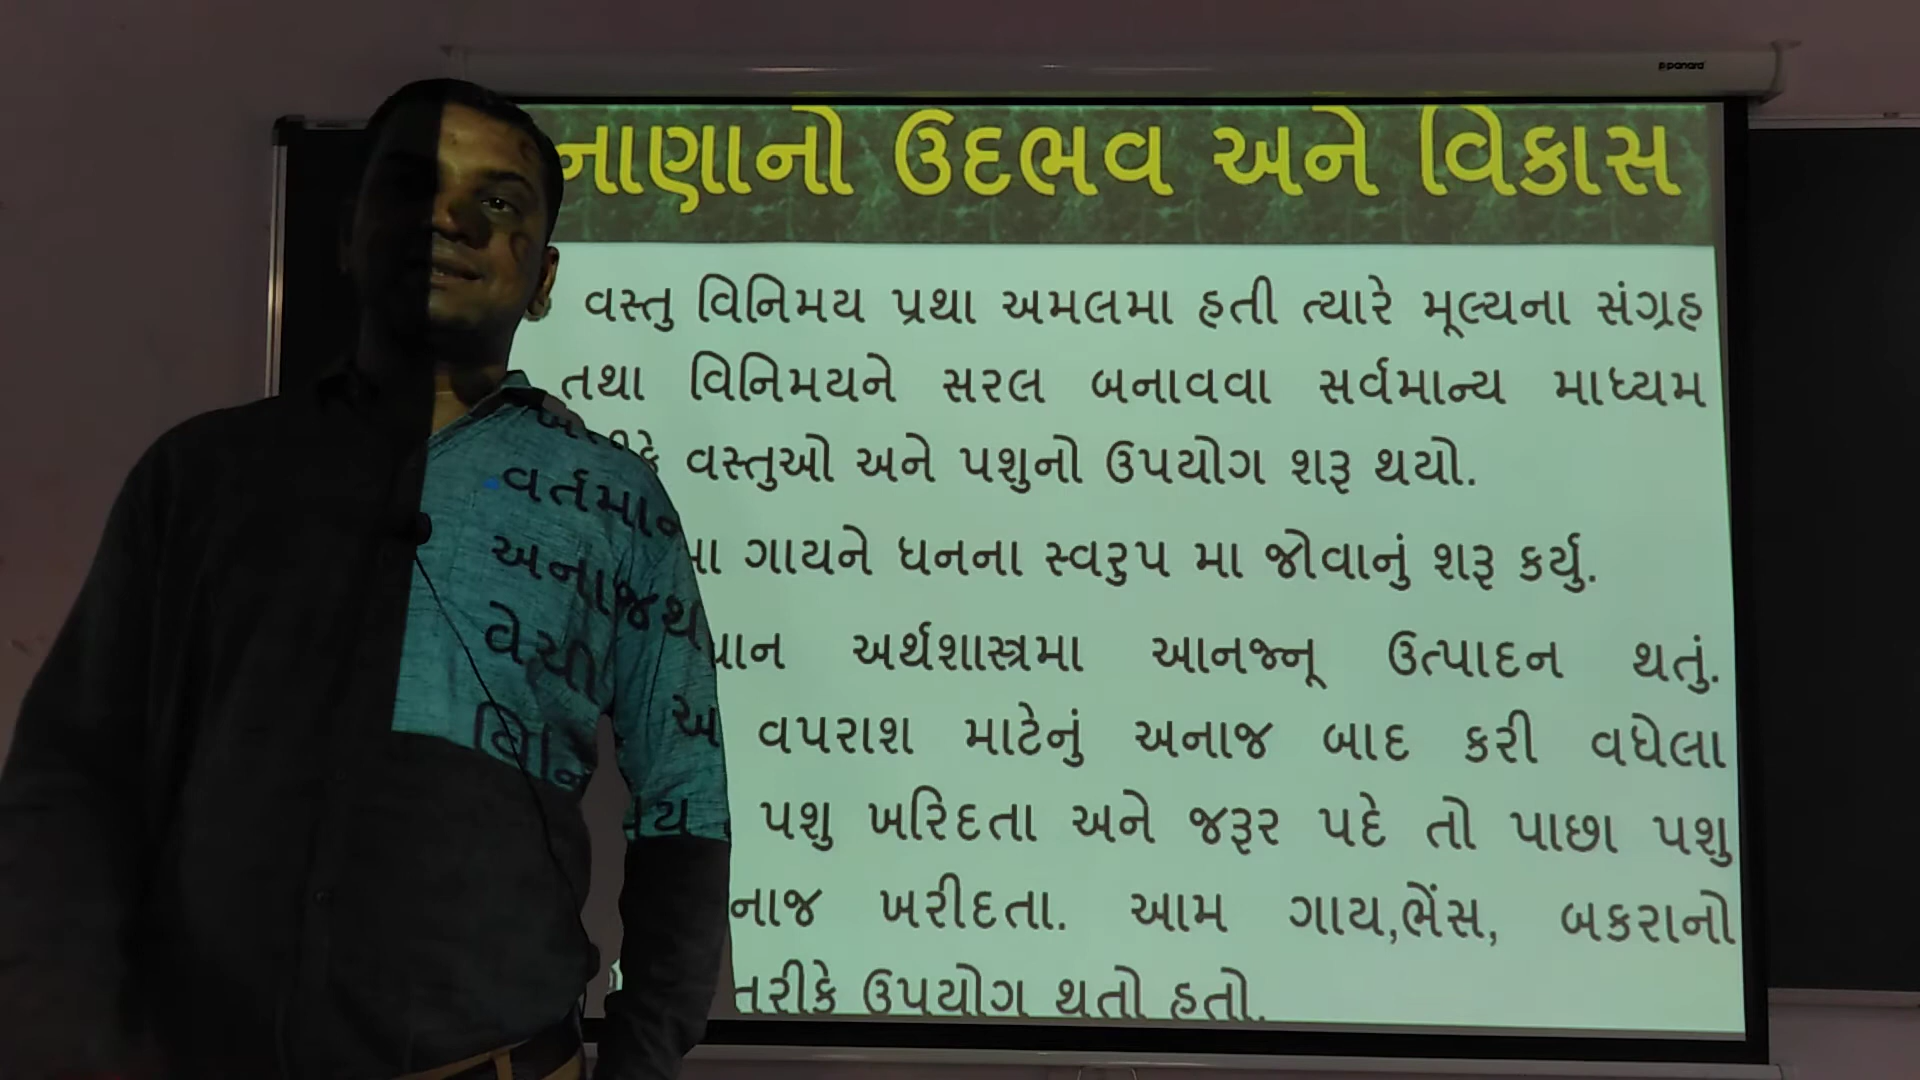 panard
નાણાનો ઉદભવ અને વિકાસ
વસ્તુ વિનિમય પ્રથા અમલમા હતી ત્યારે મૂલ્યના સંગ્રહ
તથા વિનિમયને સરલ બનાવવા સર્વમાન્ય માધ્યમ
વસ્તુઓ અને પશુનો ઉપયોગ શરૂ થયો.
વર્તમાન ગાયને ધનના સ્વરુપ મા જોવાનું શરૂ કર્યુ.
અર્થશાસ્ત્રમા આનજ્નૂ ઉત્પાદન થતું.
વપરાશ માટેનું અનાજ બાદ કરી વધેલા
પશુ ખરિદતા અને જરૂર પદે તો પાછા પશુ
ખરીદતા. આમ ગાય,ભેંસ, બકરાનો
તરીકે ઉપયોગ થતો હતો.